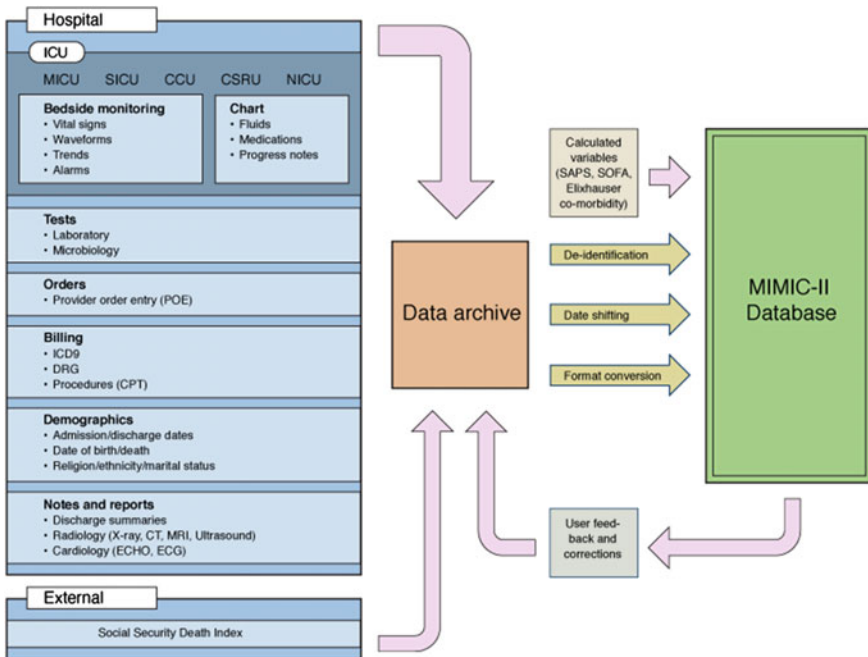 Hospital
ICU
MICU SICU CCU CSRU NICU
Bedside monitoring
• Vital signs
• Waveforms
• Trends
• Alarms
Chart
• Fluids
• Medications
• Progress notes
Tests
• Laboratory
• Microbiology
Orders
• Provider order entry (POE)
Billing
• ICD9
• DRG
• Procedures (CPT)
Demographics
• Admission/discharge dates
• Date of birth/death
• Religion/ethnicity/marital status
Notes and reports
• Discharge summaries
• Radiology (X-ray, CT, MRI, Ultrasound)
• Cardiology (ECHO, ECG)
External
Social Security Death Index
Data archive
Calculated
variables
(SAPS, SOFA,
Elixhauser
co-morbidity)
De-identification
Date shifting
Format conversion
MIMIC-II
Database
User feed-
back and
corrections